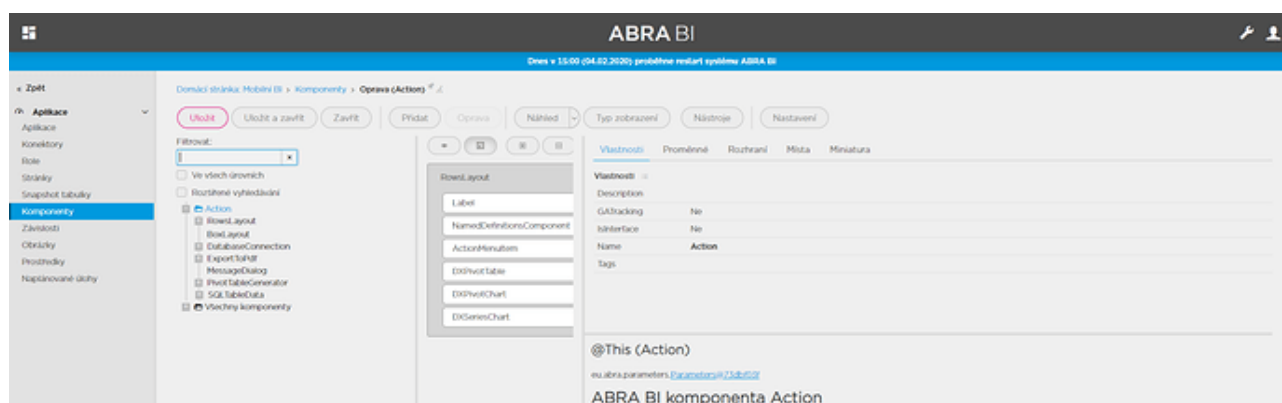 ABRA BI
Dnes v 15:00 (04.02.2020) proběhne restart systému ABRA BI
« Zpět
Aplikace
Aplikace
Konektory
Role
Stránky
Snapshot tabulky
Komponenty
Závislosti
Obrázky
Prostředky
Naplánované úlohy
Domácí stránka: Mobilní BI › Komponenty › Oprava (Action)
Uložit Uložit a zavřít Zavřít Přidat Oprava Náhled Typ zobrazení Nástroje Nastavení
Filtrovat:
Ve všech úrovních
Rozšířené vyhledávání
Action
RowsLayout
BoxLayout
DatabaseConnection
ExportToPdf
MessageDialog
PivotTableGenerator
SQLTableData
Všechny komponenty
RowsLayout
Label
NamedDefinitionsComponent
ActionMenuItem
DXPivotTable
DXPivotChart
DXSeriesChart
Vlastnosti Proměnné Rozhraní Místa Miniatura
Vlastnosti
Description
GATracking Ne
IsInterface Ne
Name Action
Tags
@This (Action)
eu.abra.parameters.
ABRA BI komponenta Action